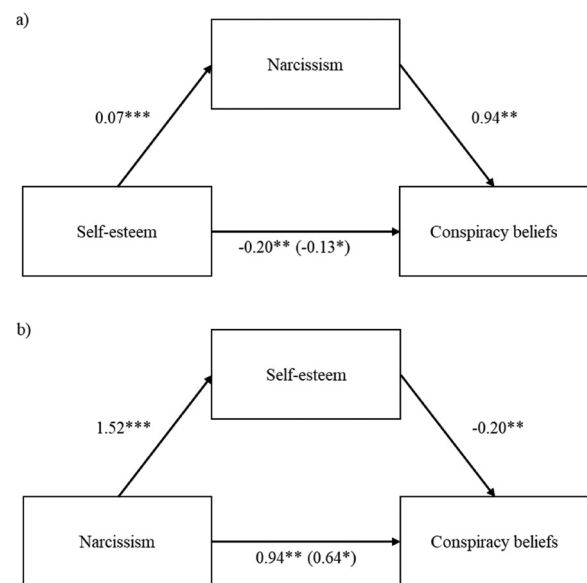 a)
Narcissism
0.07***
0.94**
Self-esteem
Conspiracy beliefs
-0.20** (-0.13*)
b)
Self-esteem
1.52***
-0.20**
Narcissism
Conspiracy beliefs
0.94** (0.64*)